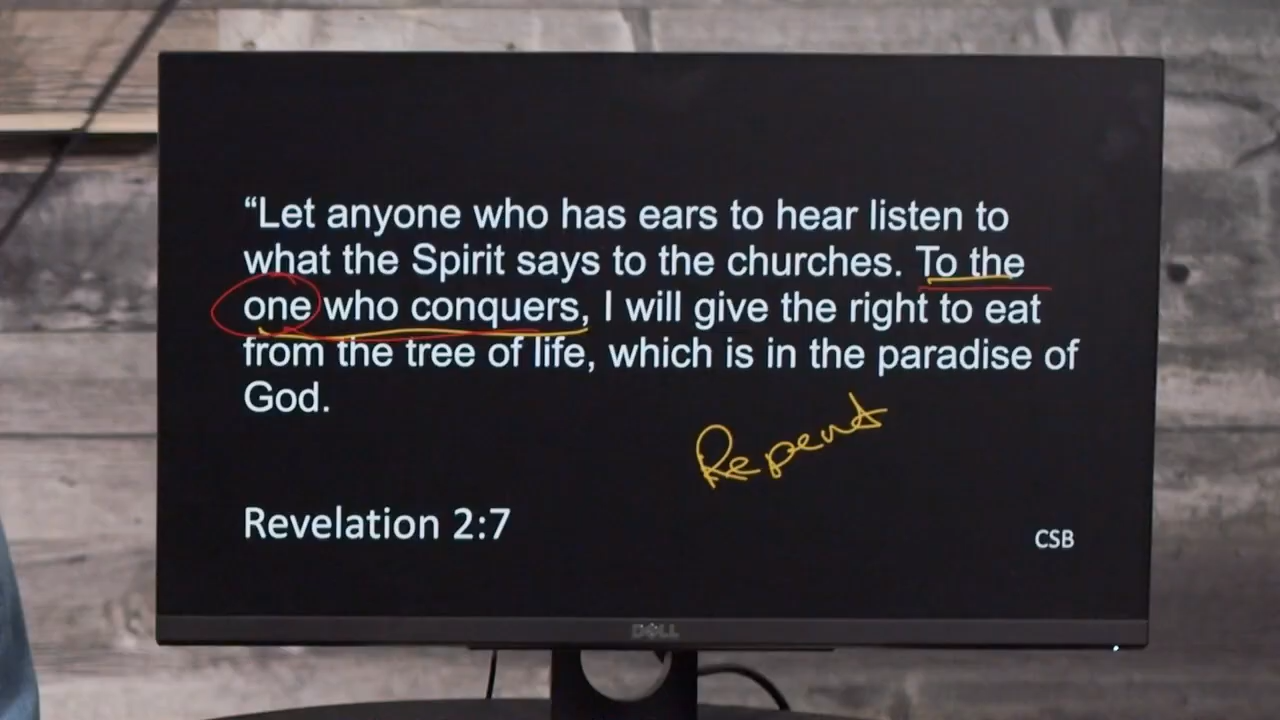 “Let anyone who has ears to hear listen to
what the Spirit says to the churches. To the
one who conquers, I will give the right to eat
from the tree of life, which is in the paradise of
God.
Repent
Revelation 2:7
CSB
DELL